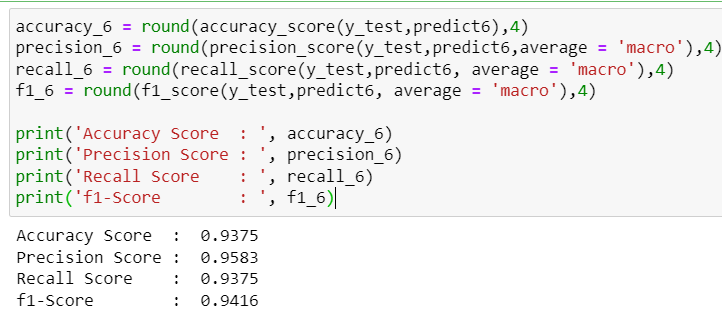 accuracy_6 = round(accuracy_score(y_test,predict6),4)
precision_6 = round(precision_score(y_test,predict6,average = 'macro'),4)
recall_6 = round(recall_score(y_test,predict6, average = 'macro'),4)
f1_6 = round(f1_score(y_test,predict6, average = 'macro'),4)

print('Accuracy Score  : ', accuracy_6)
print('Precision Score : ', precision_6)
print('Recall Score    : ', recall_6)
print('f1-Score        : ', f1_6)
Accuracy Score  :  0.9375
Precision Score :  0.9583
Recall Score    :  0.9375
f1-Score        :  0.9416